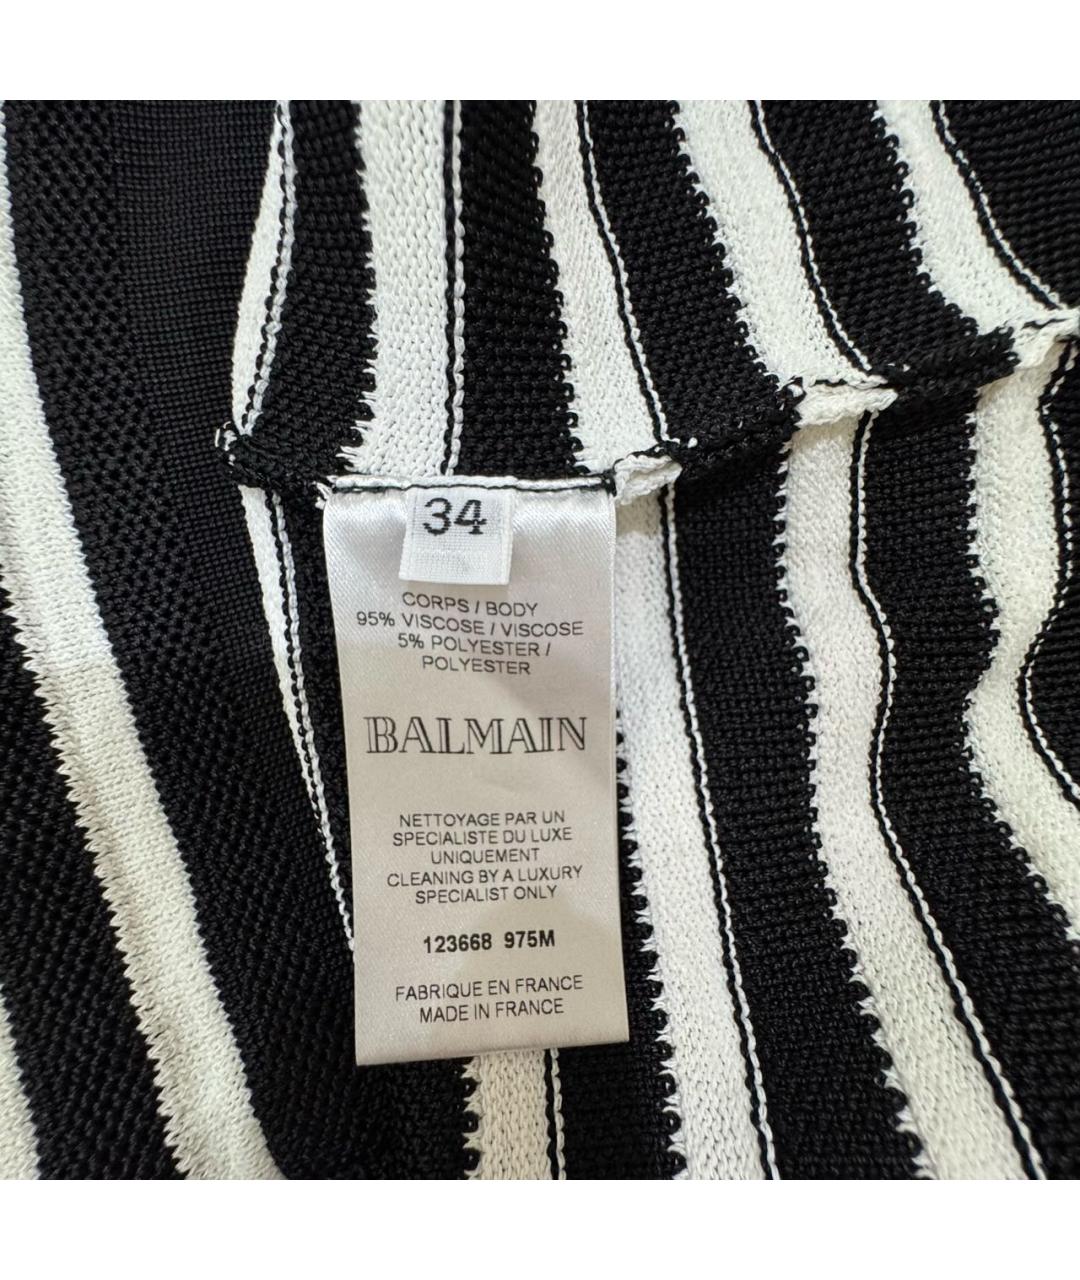 34
CORPS / BODY
95% VISCOSE / VISCOSE
5% POLYESTER /
POLYESTER
BALMAIN
NETTOYAGE PAR UN
SPECIALISTE DU LUXE
UNIQUEMENT
CLEANING BY A LUXURY
SPECIALIST ONLY
123668 975M
FABRIQUE EN FRANCE
MADE IN FRANCE